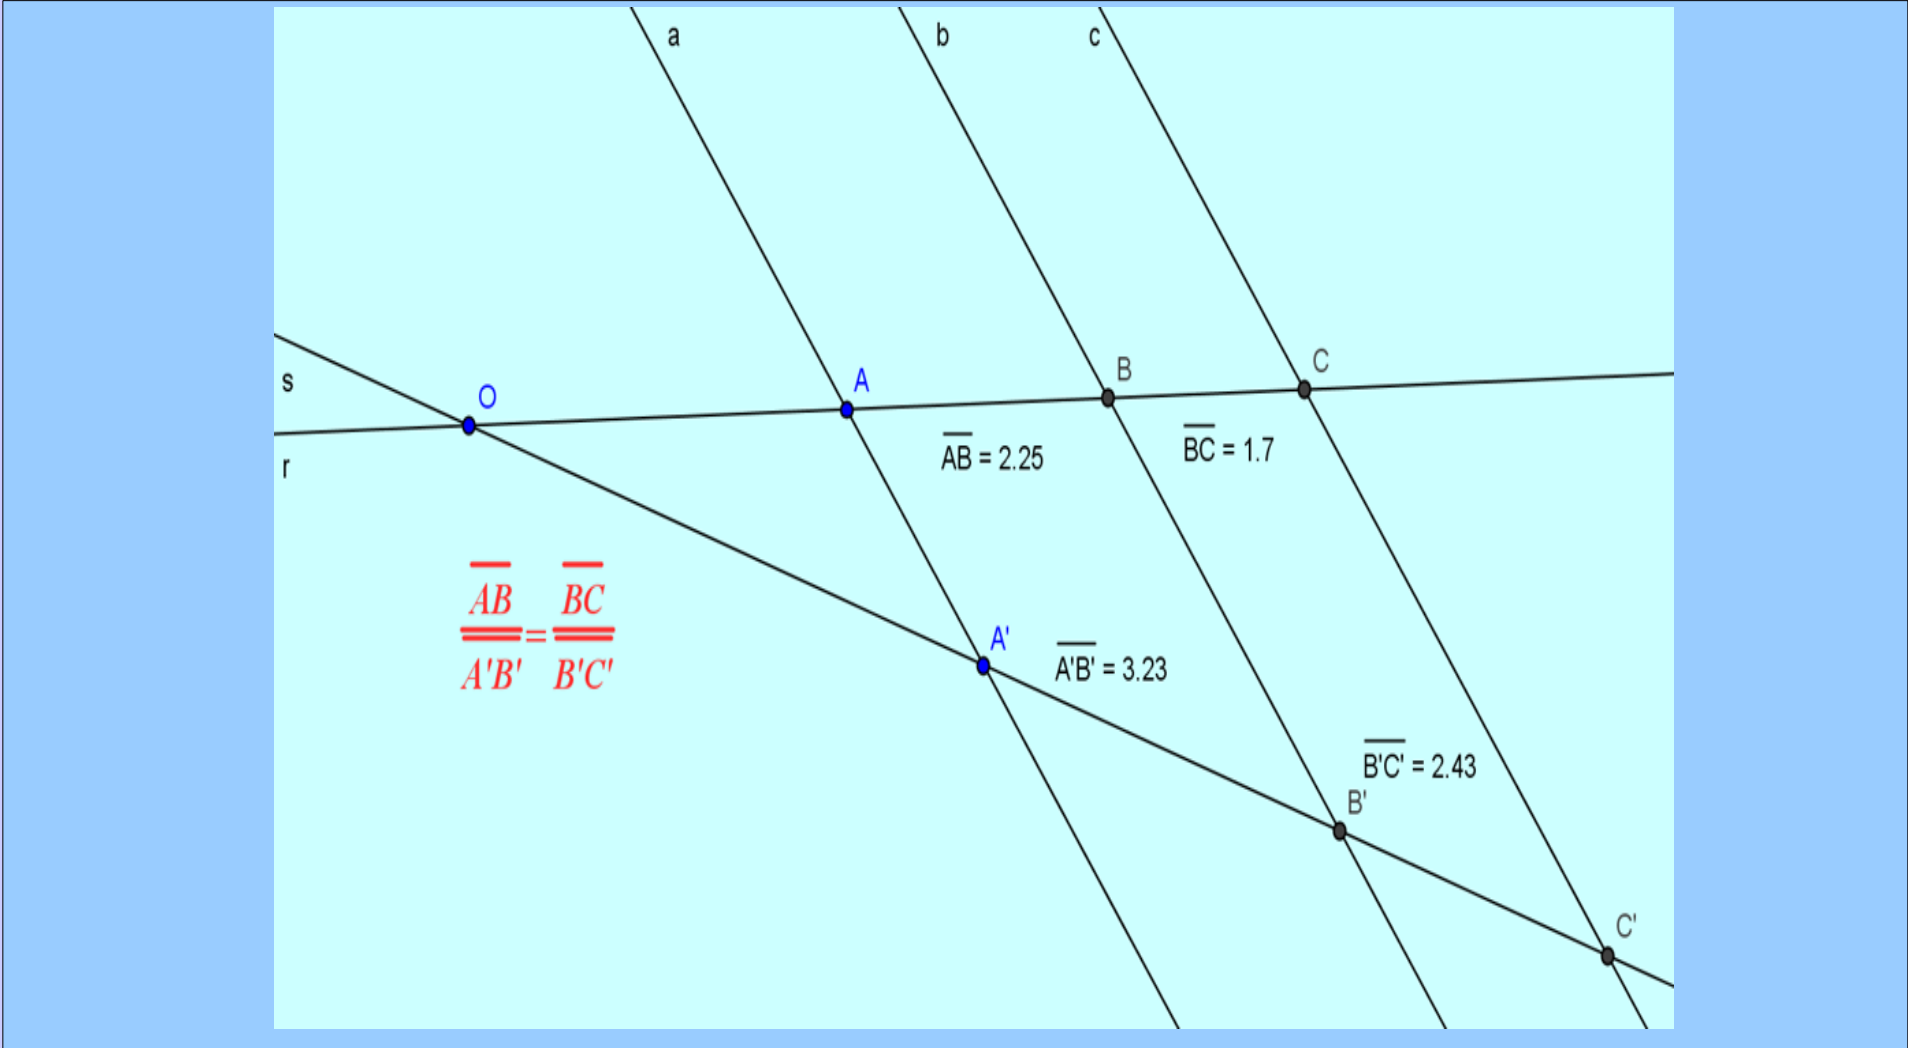 a b c
s
O A B C
r
AB = 2.25 BC = 1.7
AB/A'B' = BC/B'C'
A'
A'B' = 3.23
B'C' = 2.43
B'
C'